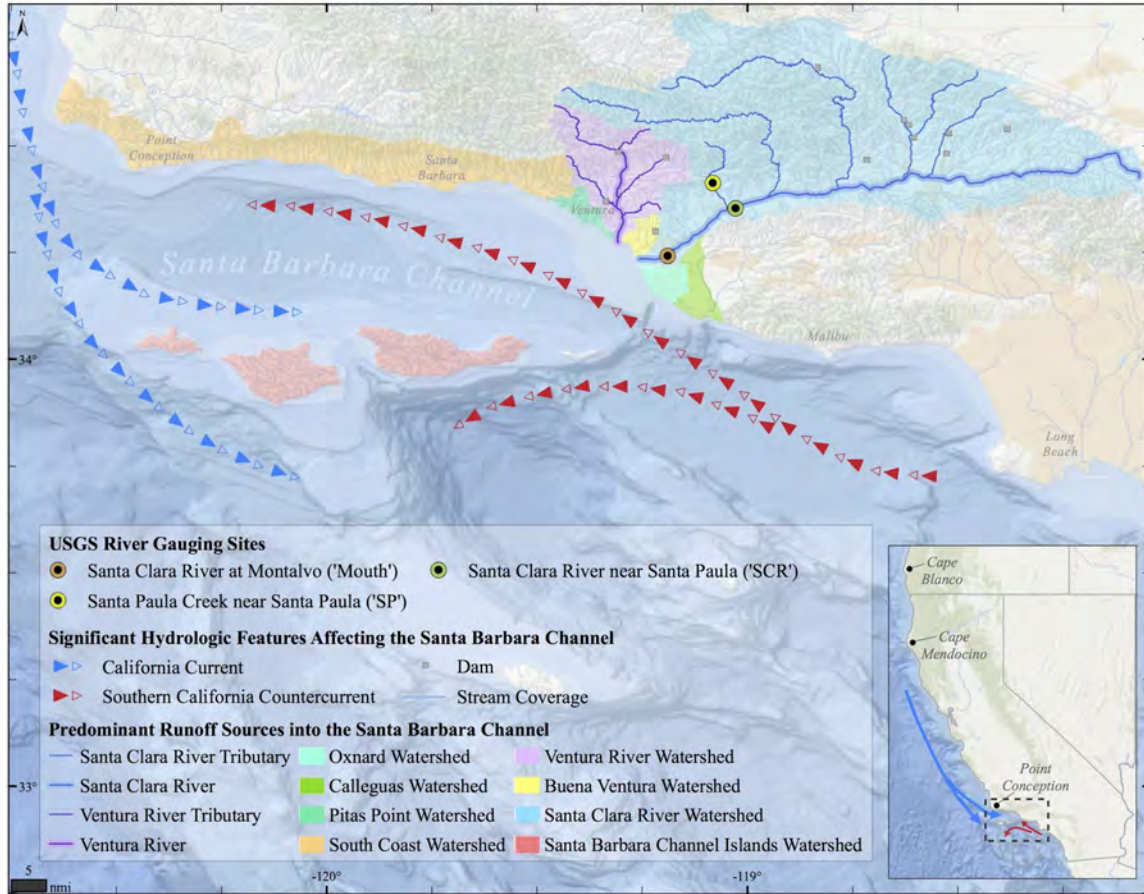 N
Point
Conception
Santa
Barbara
Ventura
Santa Barbara Channel
Malibu
34°
Long
Beach
USGS River Gauging Sites
Santa Clara River at Montalvo ('Mouth')
Santa Clara River near Santa Paula ('SCR')
Santa Paula Creek near Santa Paula ('SP')
Significant Hydrologic Features Affecting the Santa Barbara Channel
California Current
Dam
Southern California Countercurrent
Stream Coverage
Predominant Runoff Sources into the Santa Barbara Channel
Santa Clara River Tributary
Oxnard Watershed
Ventura River Watershed
Santa Clara River
Calleguas Watershed
Buena Ventura Watershed
Ventura River Tributary
Pitas Point Watershed
Santa Clara River Watershed
Ventura River
South Coast Watershed
Santa Barbara Channel Islands Watershed
Cape
Blanco
Cape
Mendocino
Point
Conception
33°
5
nmi
-120°
-119°